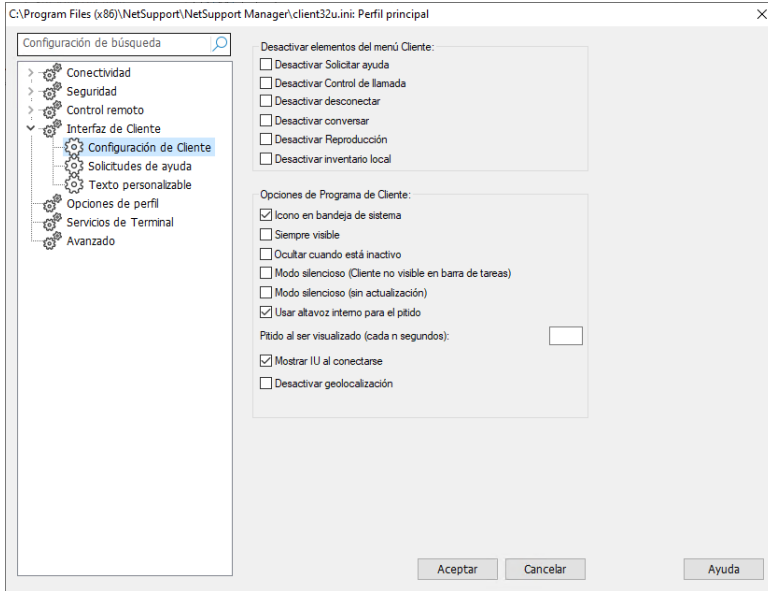 C:\Program Files (x86)\NetSupport\NetSupport Manager\client32u.ini: Perfil principal
Configuración de búsqueda
Conectividad
Seguridad
Control remoto
Interfaz de Cliente
Configuración de Cliente
Solicitudes de ayuda
Texto personalizable
Opciones de perfil
Servicios de Terminal
Avanzado
Desactivar elementos del menú Cliente:
Desactivar Solicitar ayuda
Desactivar Control de llamada
Desactivar desconectar
Desactivar conversar
Desactivar Reproducción
Desactivar inventario local
Opciones de Programa de Cliente:
Icono en bandeja de sistema
Siempre visible
Ocultar cuando está inactivo
Modo silencioso (Cliente no visible en barra de tareas)
Modo silencioso (sin actualización)
Usar altavoz interno para el pitido
Pitido al ser visualizado (cada n segundos):
Mostrar IU al conectarse
Desactivar geolocalización
Aceptar
Cancelar
Ayuda